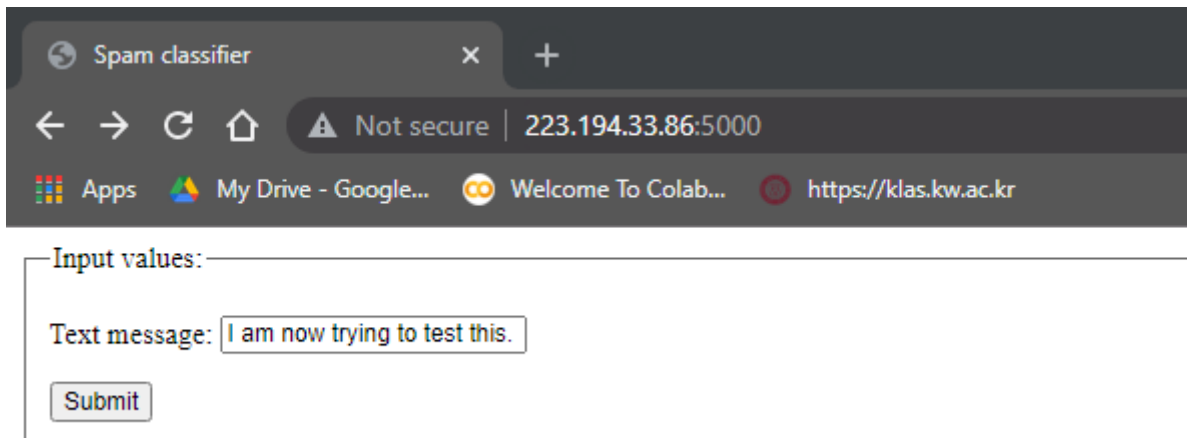 Spam classifier
Not secure | 223.194.33.86:5000
Apps My Drive - Google... Welcome To Colab... https://klas.kw.ac.kr
Input values:
Text message: I am now trying to test this.
Submit